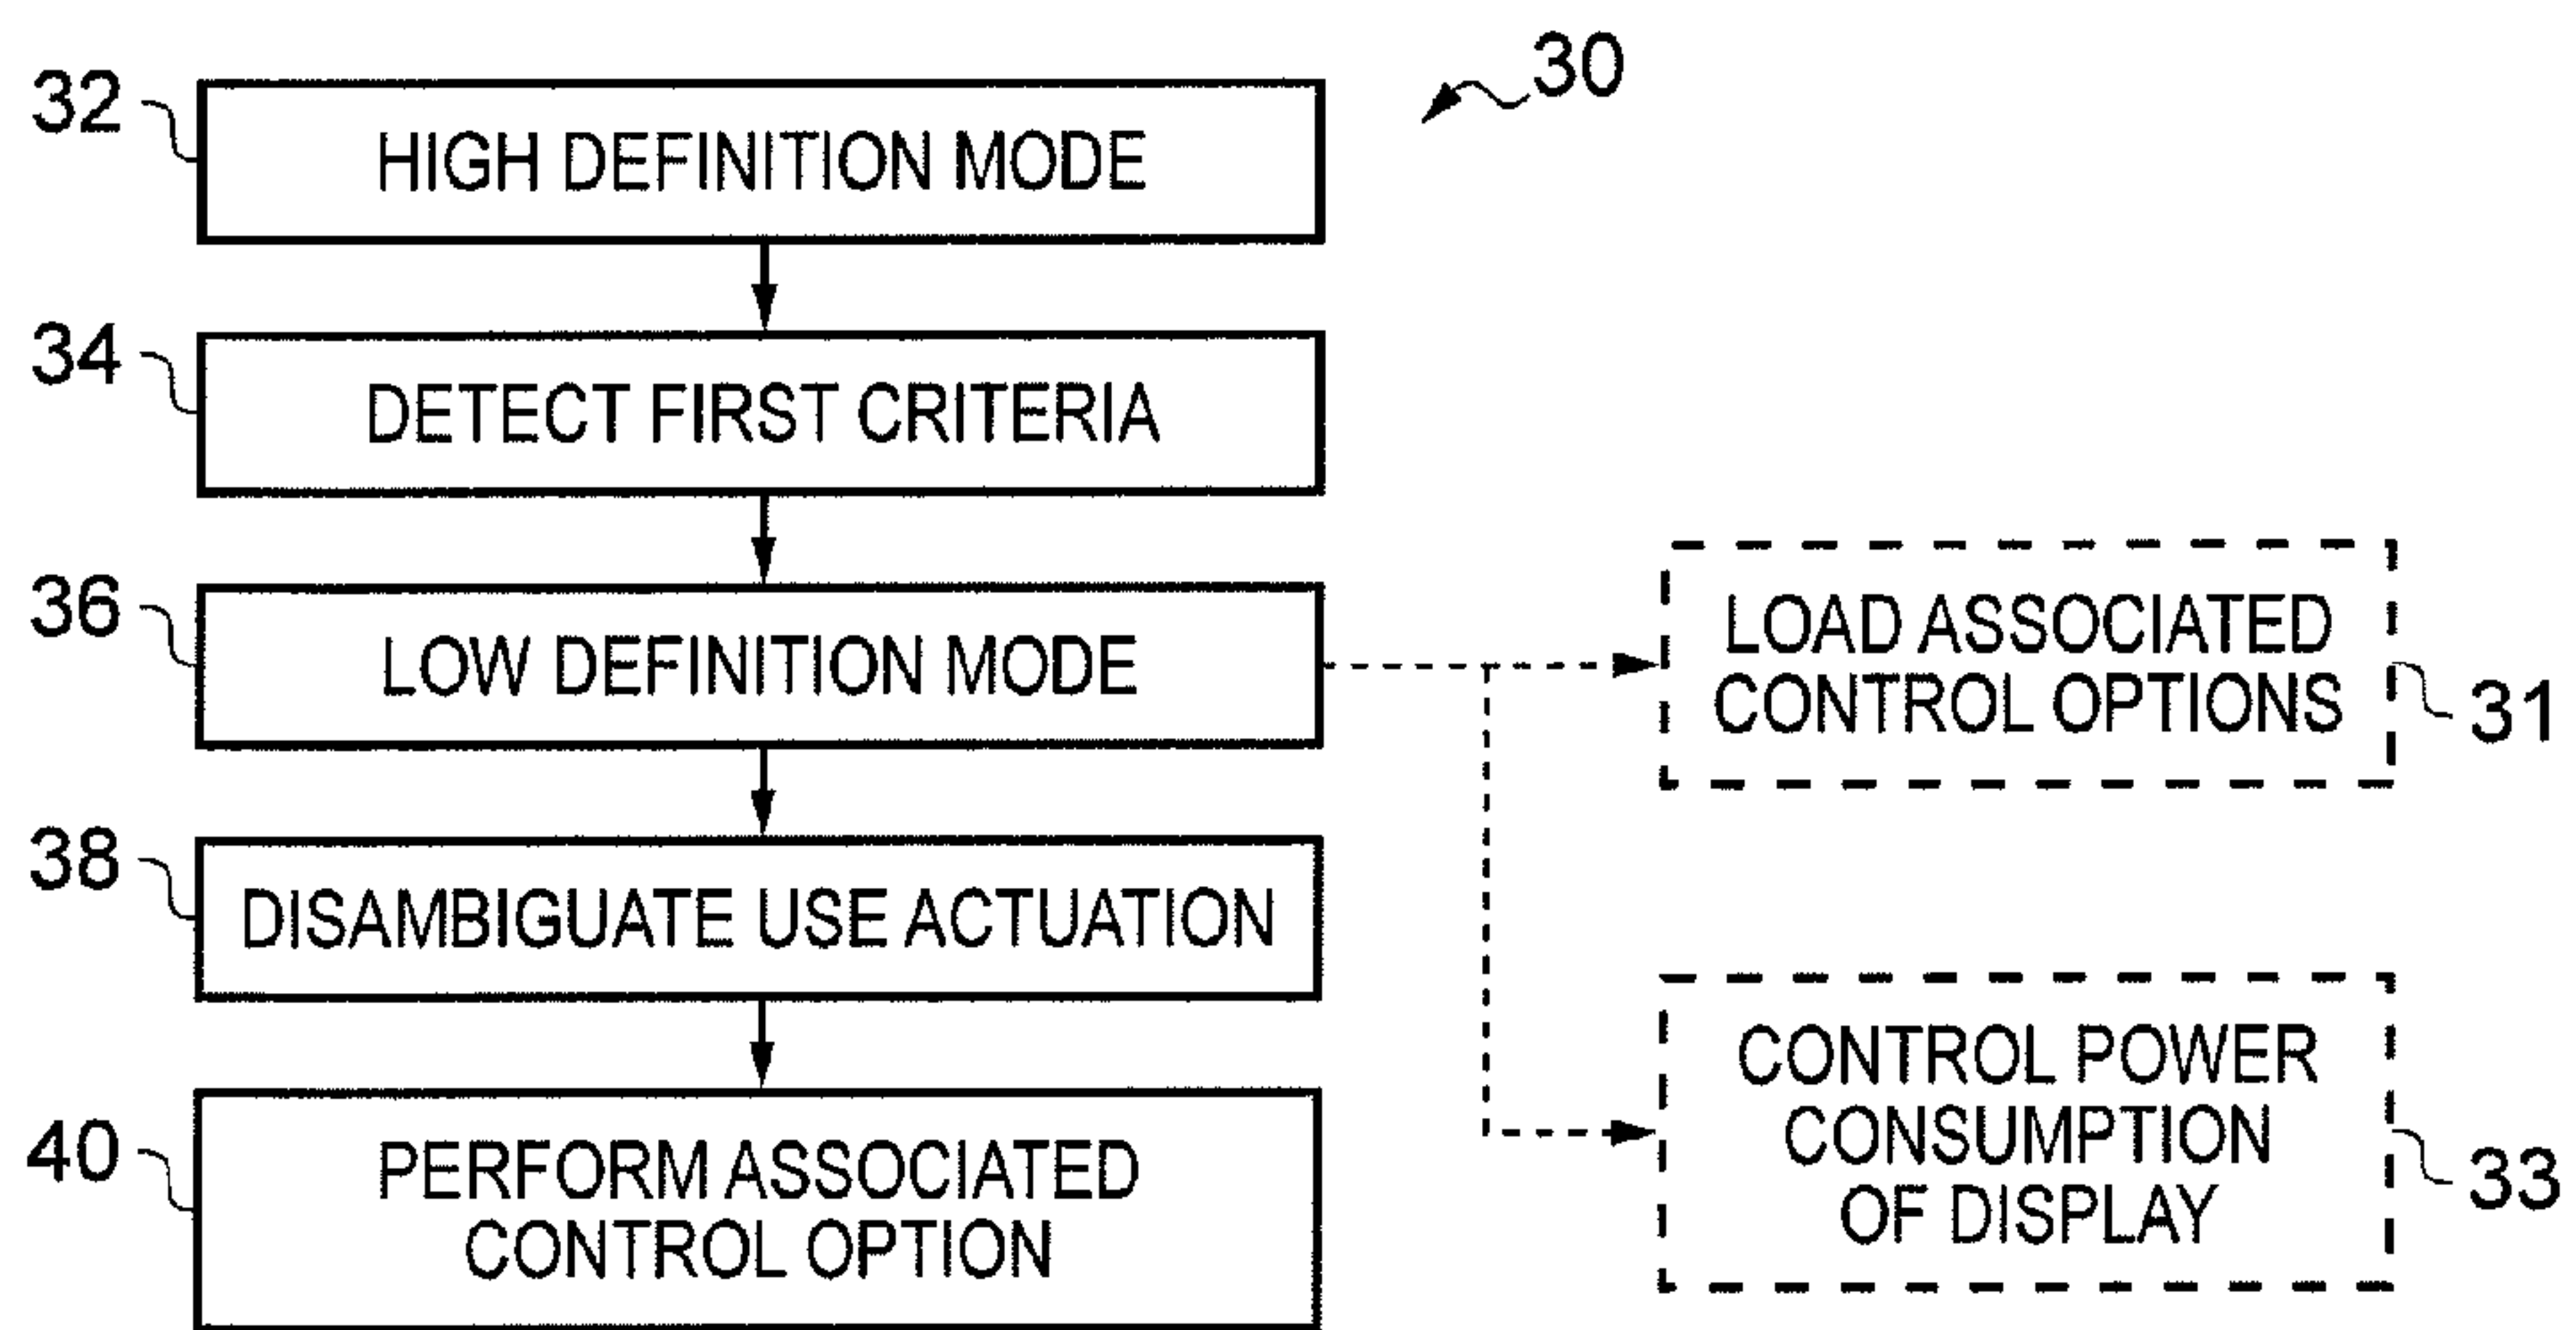 30
32
HIGH DEFINITION MODE
34
DETECT FIRST CRITERIA
36
LOW DEFINITION MODE
LOAD ASSOCIATED
CONTROL OPTIONS
31
38
DISAMBIGUATE USE ACTUATION
CONTROL POWER
CONSUMPTION
OF DISPLAY
33
40
PERFORM ASSOCIATED
CONTROL OPTION